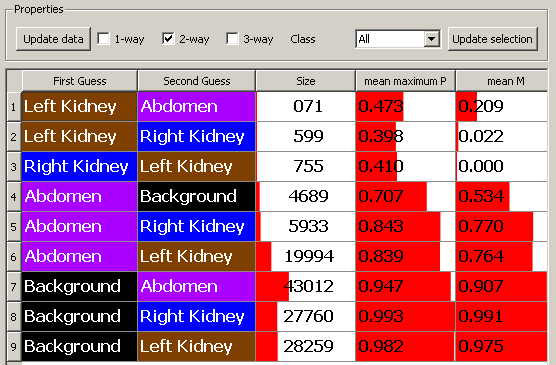 Properties
Update data 1-way 2-way 3-way Class All Update selection
First Guess Second Guess Size mean maximum P mean M
1 Left Kidney Abdomen 071 0.473 0.209
2 Left Kidney Right Kidney 599 0.398 0.022
3 Right Kidney Left Kidney 755 0.410 0.000
4 Abdomen Background 4689 0.707 0.534
5 Abdomen Right Kidney 5933 0.843 0.770
6 Abdomen Left Kidney 19994 0.839 0.764
7 Background Abdomen 43012 0.947 0.907
8 Background Right Kidney 27760 0.993 0.991
9 Background Left Kidney 28259 0.982 0.975